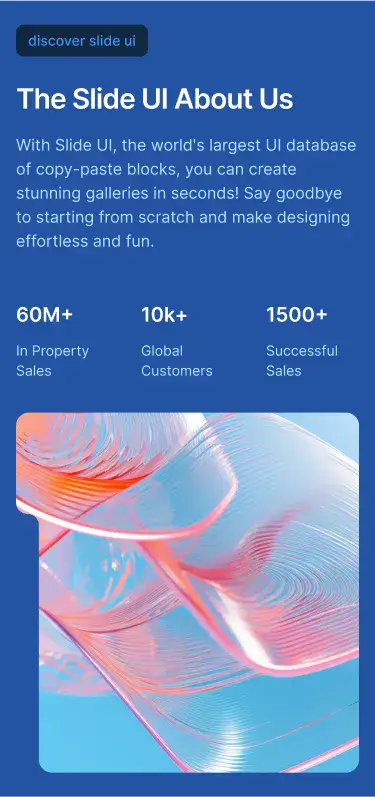 discover slide ui
The Slide UI About Us
With Slide UI, the world's largest UI database
of copy-paste blocks, you can create
stunning galleries in seconds! Say goodbye
to starting from scratch and make designing
effortless and fun.
60M+
In Property
Sales
10k+
Global
Customers
1500+
Successful
Sales